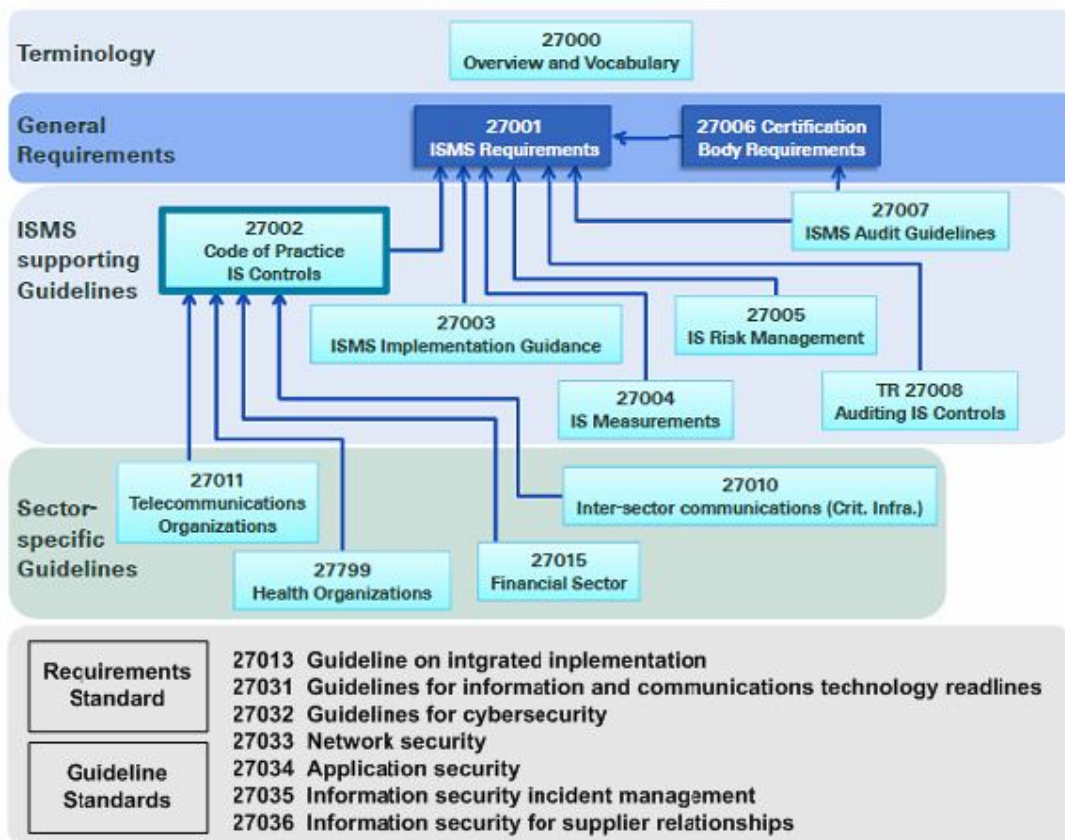 Terminology
27000
Overview and Vocabulary
General
Requirements
27001
ISMS Requirements
27006 Certification
Body Requirements
ISMS
supporting
Guidelines
27002
Code of Practice
IS Controls
27007
ISMS Audit Guidelines
27003
ISMS Implementation Guidance
27005
IS Risk Management
27004
IS Measurements
TR 27008
Auditing IS Controls
Sector-
specific
Guidelines
27011
Telecommunications
Organizations
27010
Inter-sector communications (Crit. Infra.)
27799
Health Organizations
27015
Financial Sector
Requirements
Standard
Guideline
Standards
27013 Guideline on intgrated inplementation
27031 Guidelines for information and communications technology readlines
27032 Guidelines for cybersecurity
27033 Network security
27034 Application security
27035 Information security incident management
27036 Information security for supplier relationships